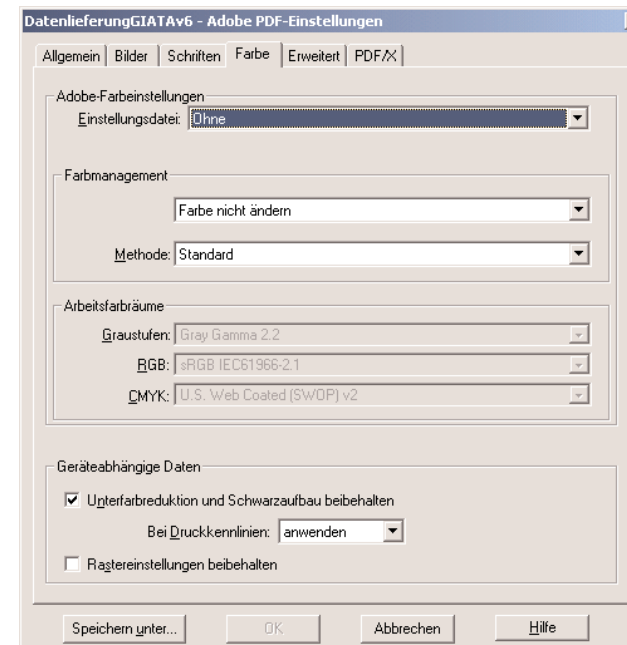 DatenlieferungGIATAv6 - Adobe PDF-Einstellungen
Allgemein Bilder Schriften Farbe Erweitert PDF/X
Adobe-Farbeinstellungen
Einstellungsdatei: Ohne
Farbmanagement
Farbe nicht ändern
Methode: Standard
Arbeitsfarbräume
Graustufen: Gray Gamma 2.2
RGB: sRGB IEC61966-2.1
CMYK: U.S. Web Coated (SWOP) v2
Geräteabhängige Daten
Unterfarbreduktion und Schwarzaufbau beibehalten
Bei Druckkennlinien: anwenden
Rastereinstellungen beibehalten
Speichern unter... OK Abbrechen Hilfe